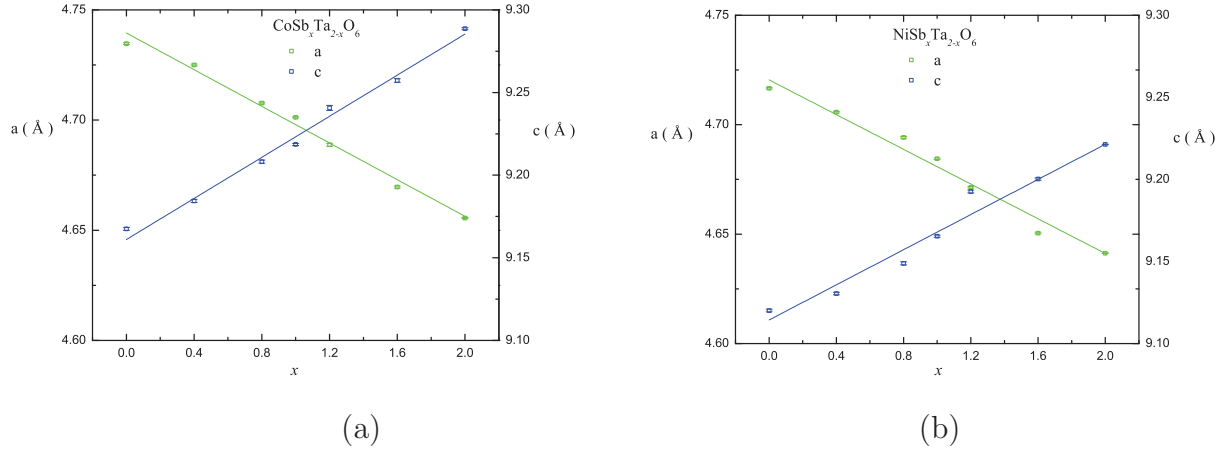 CoSbxTa2-xO6
a
c
4.75
4.70
4.65
4.60
a ( Å )
9.30
9.25
9.20
9.15
9.10
c ( Å )
0.0 0.4 0.8 1.2 1.6 2.0
x
(a)
NiSbxTa2-xO6
a
c
4.75
4.70
4.65
4.60
a ( Å )
9.30
9.25
9.20
9.15
9.10
c ( Å )
0.0 0.4 0.8 1.2 1.6 2.0
x
(b)